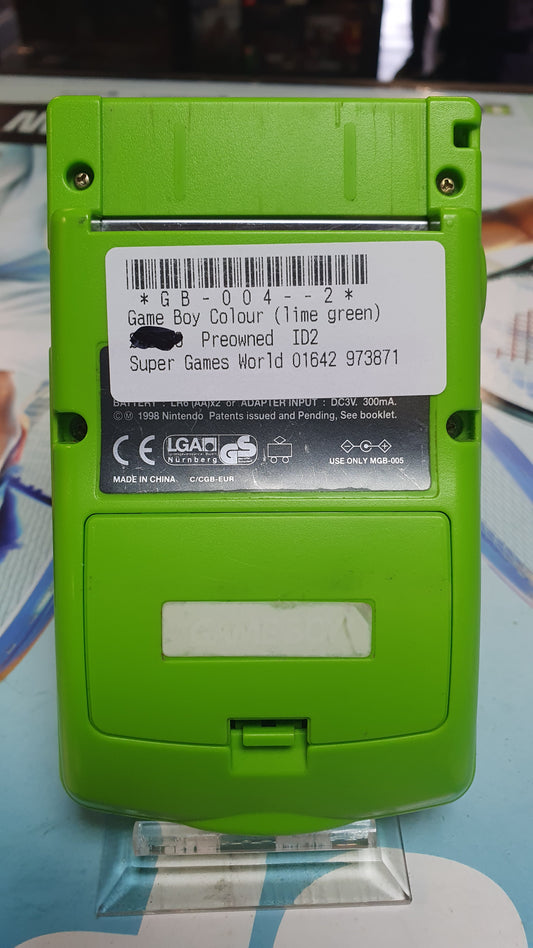 *GB-004--2*
Game Boy Colour (lime green)
Preowned ID2
Super Games World 01642 973871
BATTERY : LR6 (AA)x2 or ADAPTER INPUT : DC3V. 300mA.
©Ⓜ 1998 Nintendo Patents issued and Pending, See booklet.
CE LGA GS
Nürnberg
USE ONLY MGB-005
MADE IN CHINA C/CGB-EUR
GAME BOY